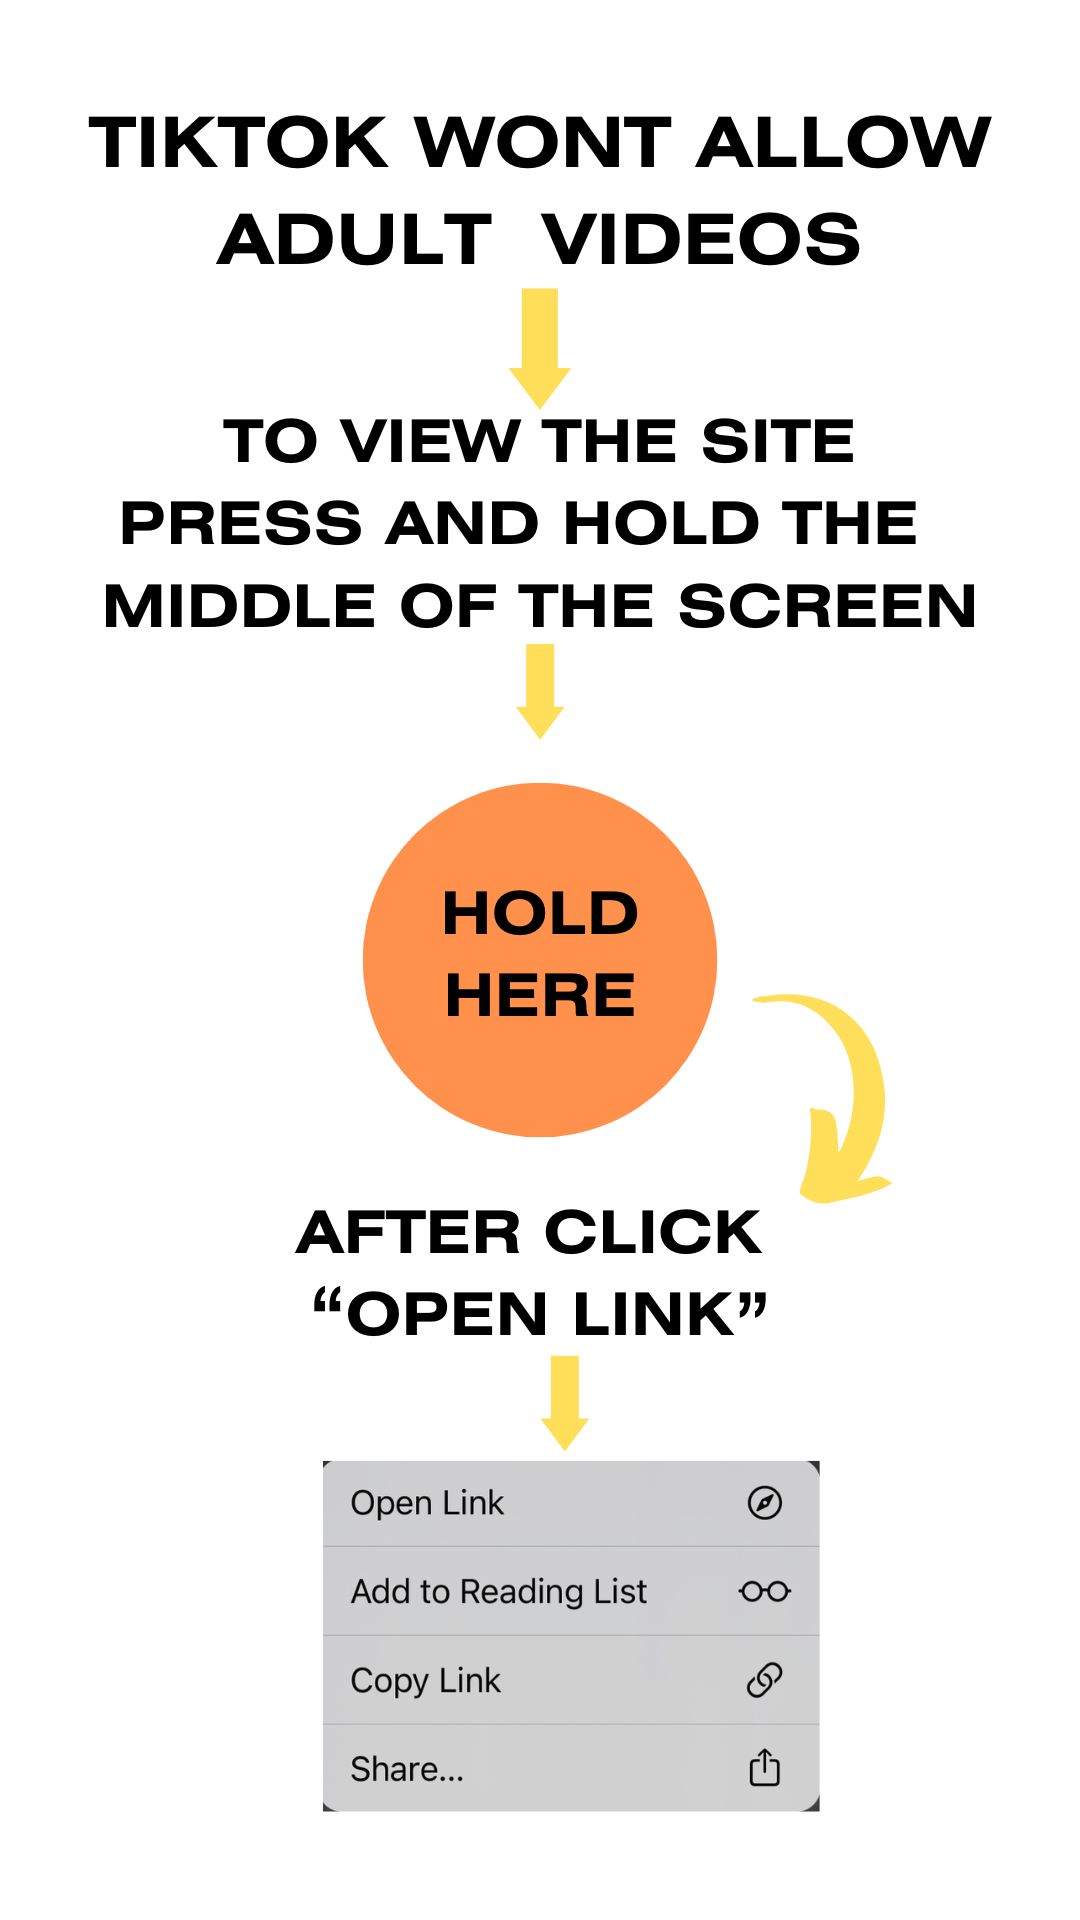 TIKTOK WONT ALLOW
ADULT VIDEOS
TO VIEW THE SITE
PRESS AND HOLD THE
MIDDLE OF THE SCREEN
HOLD
HERE
AFTER CLICK
“OPEN LINK”
Open Link
Add to Reading List
Copy Link
Share...